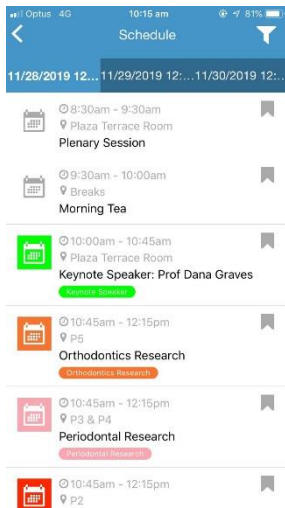 Optus 4G 10:15 am 81%
Schedule
11/28/2019 12... 11/29/2019 12:... 11/30/2019 12:..
8:30am - 9:30am
Plaza Terrace Room
Plenary Session
9:30am - 10:00am
Breaks
Morning Tea
10:00am - 10:45am
Plaza Terrace Room
Keynote Speaker: Prof Dana Graves
Keynote Speaker
10:45am - 12:15pm
P5
Orthodontics Research
Orthodontics Research
10:45am - 12:15pm
P3 & P4
Periodontal Research
Periodontal Research
10:45am - 12:15pm
P2